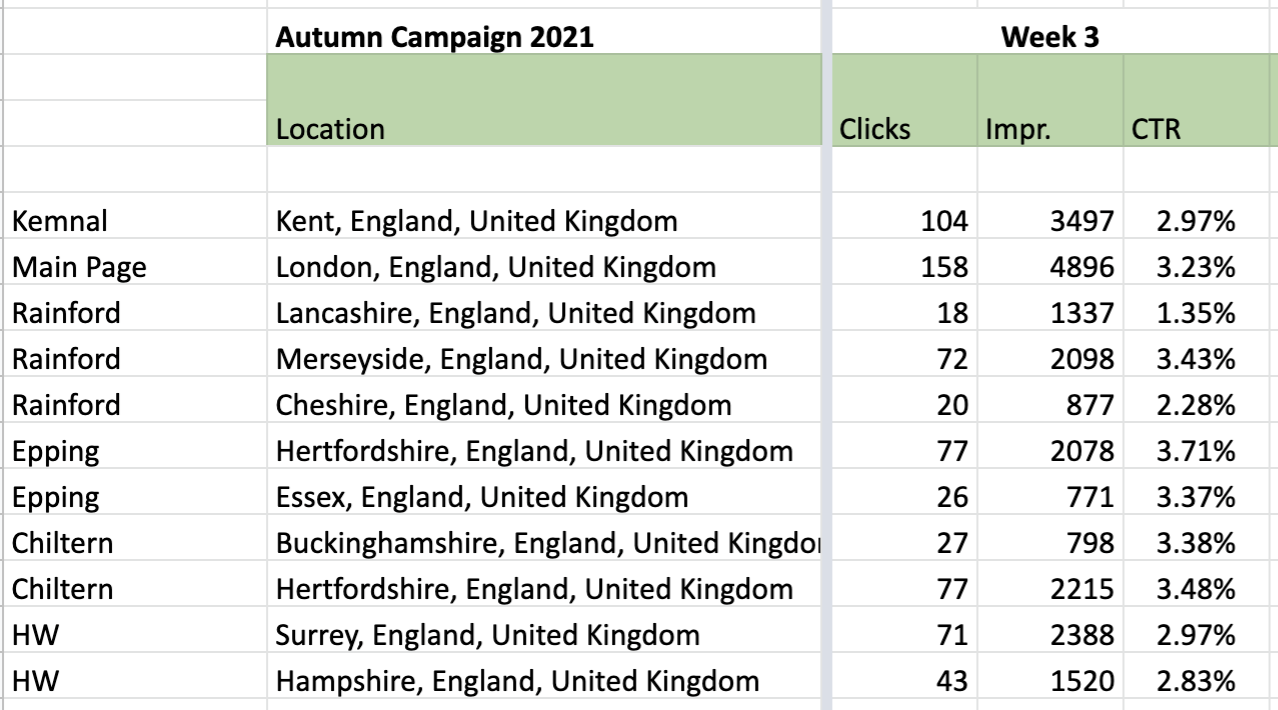 Autumn Campaign 2021 Week 3
Location Clicks Impr. CTR
Kemnal Kent, England, United Kingdom 104 3497 2.97%
Main Page London, England, United Kingdom 158 4896 3.23%
Rainford Lancashire, England, United Kingdom 18 1337 1.35%
Rainford Merseyside, England, United Kingdom 72 2098 3.43%
Rainford Cheshire, England, United Kingdom 20 877 2.28%
Epping Hertfordshire, England, United Kingdom 77 2078 3.71%
Epping Essex, England, United Kingdom 26 771 3.37%
Chiltern Buckinghamshire, England, United Kingdo 27 798 3.38%
Chiltern Hertfordshire, England, United Kingdom 77 2215 3.48%
HW Surrey, England, United Kingdom 71 2388 2.97%
HW Hampshire, England, United Kingdom 43 1520 2.83%